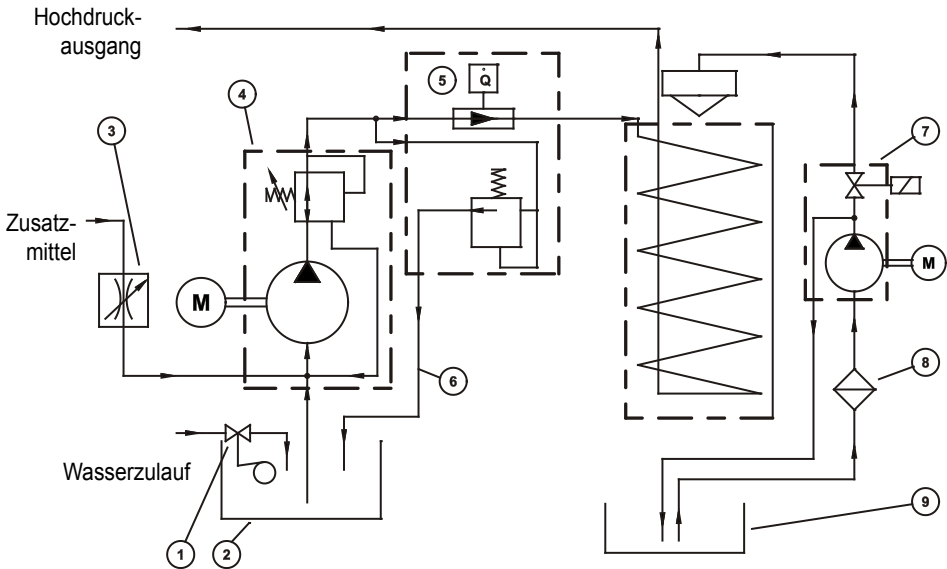 Hochdruck-
ausgang
4
5
Q̇
3
7
Zusatz-
mittel
M
M
6
8
Wasserzulauf
9
1
2